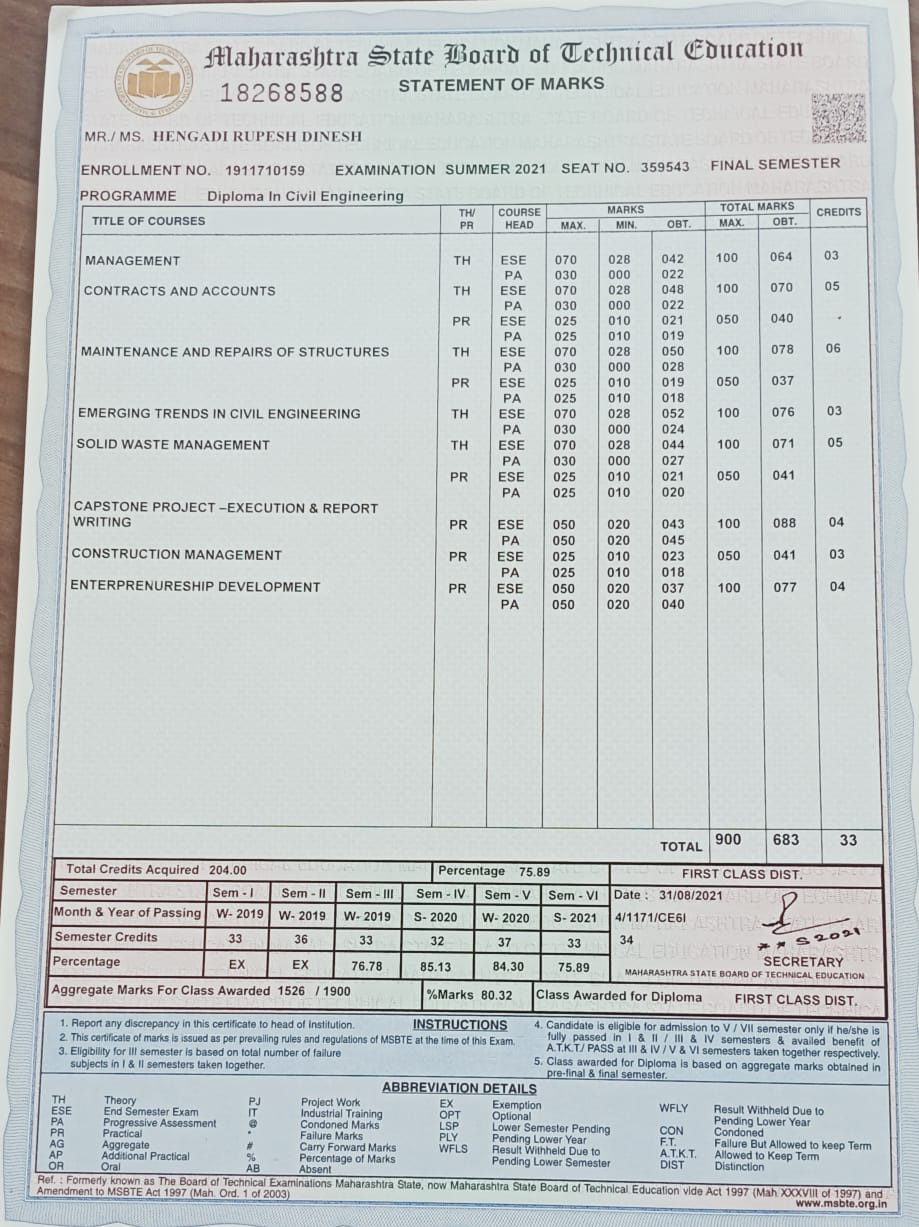 Maharashtra State Board of Technical Education
18268588 STATEMENT OF MARKS
MR./ MS. HENGADI RUPESH DINESH
ENROLLMENT NO. 1911710159 EXAMINATION SUMMER 2021 SEAT NO. 359543 FINAL SEMESTER
PROGRAMME Diploma In Civil Engineering
TITLE OF COURSES TH/ PR COURSE HEAD MARKS TOTAL MARKS CREDITS
MAX. MIN. OBT. MAX. OBT.
MANAGEMENT TH ESE 070 028 042 100 064 03
PA 030 000 022
CONTRACTS AND ACCOUNTS TH ESE 070 028 048 100 070 05
PA 030 000 022
PR ESE 025 010 021 050 040
PA 025 010 019
MAINTENANCE AND REPAIRS OF STRUCTURES TH ESE 070 028 050 100 078 06
PA 030 000 028
PR ESE 025 010 019 050 037
PA 025 010 018
EMERGING TRENDS IN CIVIL ENGINEERING TH ESE 070 028 052 100 076 03
PA 030 000 024
SOLID WASTE MANAGEMENT TH ESE 070 028 044 100 071 05
PA 030 000 027
PR ESE 025 010 021 050 041
PA 025 010 020
CAPSTONE PROJECT –EXECUTION & REPORT
WRITING PR ESE 050 020 043 100 088 04
PA 050 020 045
CONSTRUCTION MANAGEMENT PR ESE 025 010 023 050 041 03
PA 025 010 018
ENTERPRENURESHIP DEVELOPMENT PR ESE 050 020 037 100 077 04
PA 050 020 040
TOTAL 900 683 33
Total Credits Acquired 204.00 Percentage 75.89 FIRST CLASS DIST.
Semester Sem - I Sem - II Sem - III Sem - IV Sem - V Sem - VI Date : 31/08/2021
Month & Year of Passing W- 2019 W- 2019 W- 2019 S- 2020 W- 2020 S- 2021 4/1171/CE6I
Semester Credits 33 36 33 32 37 33 34
** S2021
SECRETARY
Percentage EX EX 76.78 85.13 84.30 75.89 MAHARASHTRA STATE BOARD OF TECHNICAL EDUCATION
Aggregate Marks For Class Awarded 1526 / 1900 %Marks 80.32 Class Awarded for Diploma FIRST CLASS DIST.
INSTRUCTIONS
1. Report any discrepancy in this certificate to head of Institution.
2. This certificate of marks is issued as per prevailing rules and regulations of MSBTE at the time of this Exam.
3. Eligibility for III semester is based on total number of failure
subjects in I & II semesters taken together.
4. Candidate is eligible for admission to V / VII semester only if he/she is
fully passed in I & II / III & IV semesters & availed benefit of
A.T.K.T./ PASS at III & IV / V & VI semesters taken together respectively.
5. Class awarded for Diploma is based on aggregate marks obtained in
pre-final & final semester.
ABBREVIATION DETAILS
TH Theory
ESE End Semester Exam
PA Progressive Assessment
PR Practical
AG Aggregate
AP Additional Practical
OR Oral
PJ Project Work
IT Industrial Training
@ Condoned Marks
* Failure Marks
# Carry Forward Marks
% Percentage of Marks
AB Absent
EX Exemption
OPT Optional
LSP Lower Semester Pending
PLY Pending Lower Year
WFLS Result Withheld Due to
Pending Lower Semester
WFLY Result Withheld Due to
Pending Lower Year
CON Condoned
F.T. Failure But Allowed to keep Term
A.T.K.T. Allowed to Keep Term
DIST Distinction
Ref. : Formerly known as The Board of Technical Examinations Maharashtra State, now Maharashtra State Board of Technical Education vide Act 1997 (Mah XXXVIII of 1997) and
Amendment to MSBTE Act 1997 (Mah. Ord. 1 of 2003)
www.msbte.org.in